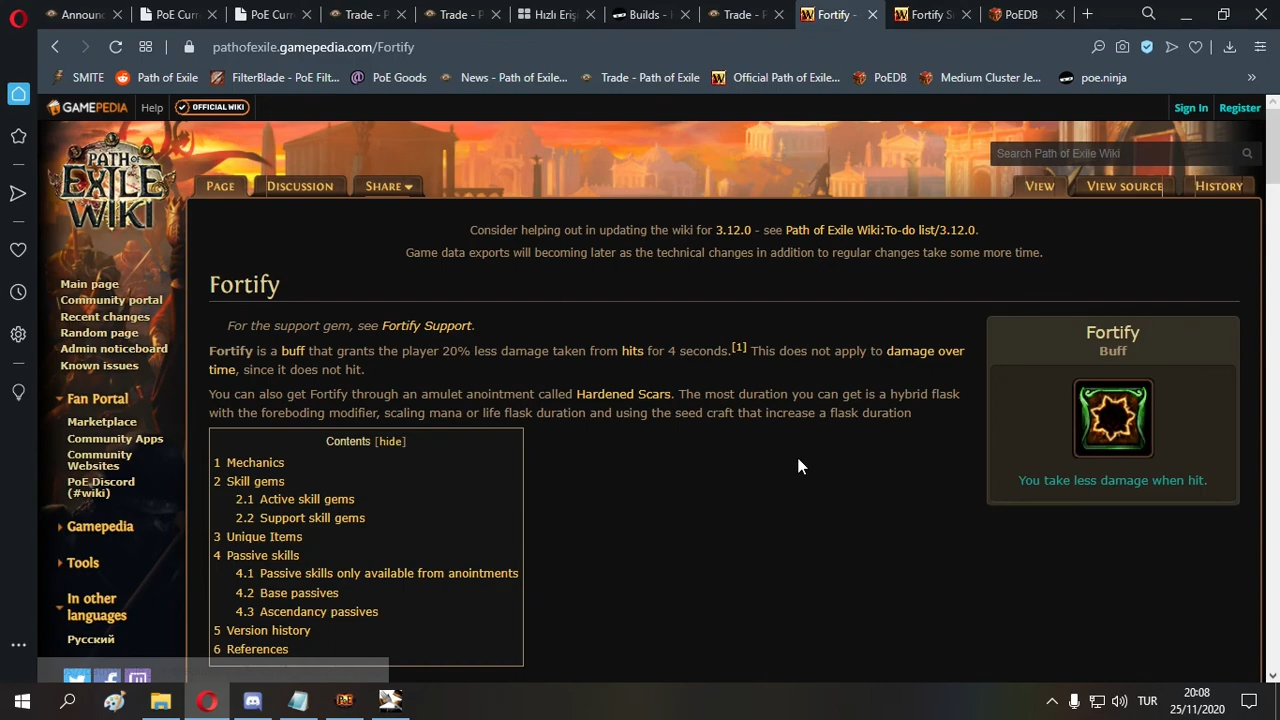 Announc
PoE Curre
PoE Curre
Trade - P
Trade - P
Hızlı Eriş
Builds - 
Trade - P
Fortify -
Fortify S
PoEDB
pathofexile.gamepedia.com/Fortify
SMITE
Path of Exile
FilterBlade - PoE Filt...
PoE Goods
News - Path of Exile...
Trade - Path of Exile
Official Path of Exile...
PoEDB
Medium Cluster Je...
poe.ninja
GAMEPEDIA
Help
OFFICIAL WIKI
Sign In
Register
PATH OF EXILE WIKI
Search Path of Exile Wiki
PAGE
DISCUSSION
SHARE
VIEW
VIEW SOURCE
HISTORY
Consider helping out in updating the wiki for 3.12.0 - see Path of Exile Wiki:To-do list/3.12.0.
Game data exports will becoming later as the technical changes in addition to regular changes take some more time.
Main page
Community portal
Recent changes
Random page
Admin noticeboard
Known issues
Fan Portal
Marketplace
Community Apps
Community
Websites
PoE Discord
(#wiki)
Gamepedia
Tools
In other
languages
Русский
Fortify
For the support gem, see Fortify Support.
Fortify is a buff that grants the player 20% less damage taken from hits for 4 seconds.[1] This does not apply to damage over
time, since it does not hit.
You can also get Fortify through an amulet anointment called Hardened Scars. The most duration you can get is a hybrid flask
with the foreboding modifier, scaling mana or life flask duration and using the seed craft that increase a flask duration
Contents [hide]
1 Mechanics
2 Skill gems
2.1 Active skill gems
2.2 Support skill gems
3 Unique Items
4 Passive skills
4.1 Passive skills only available from anointments
4.2 Base passives
4.3 Ascendancy passives
5 Version history
6 References
Fortify
Buff
You take less damage when hit.
TUR
20:08
25/11/2020